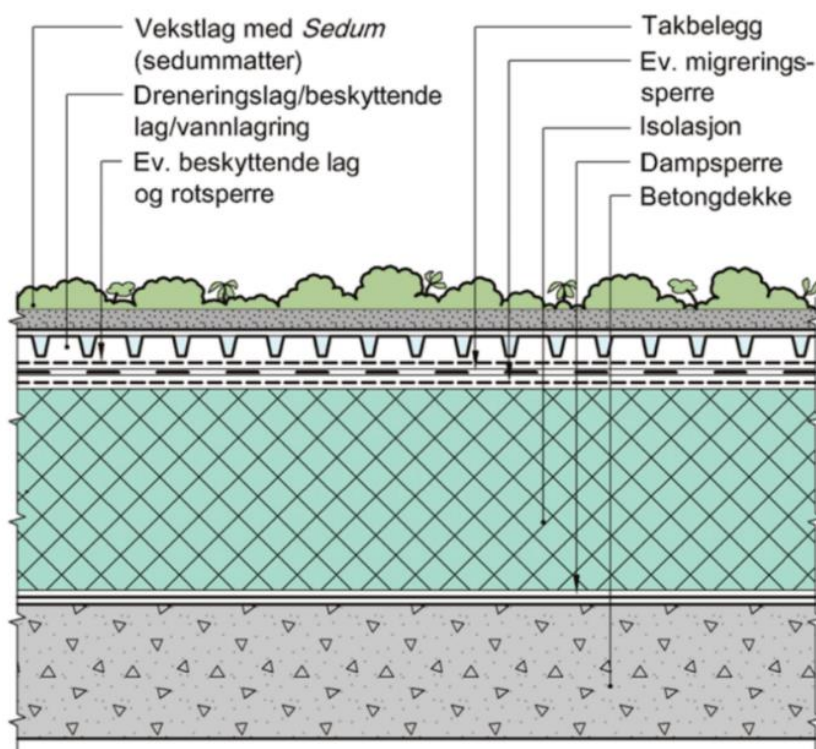 Vekstlag med Sedum
(sedummatter)
Dreneringslag/beskyttende
lag/vannlagring
Ev. beskyttende lag
og rotsperre
Takbelegg
Ev. migrerings-
sperre
Isolasjon
Dampsperre
Betongdekke